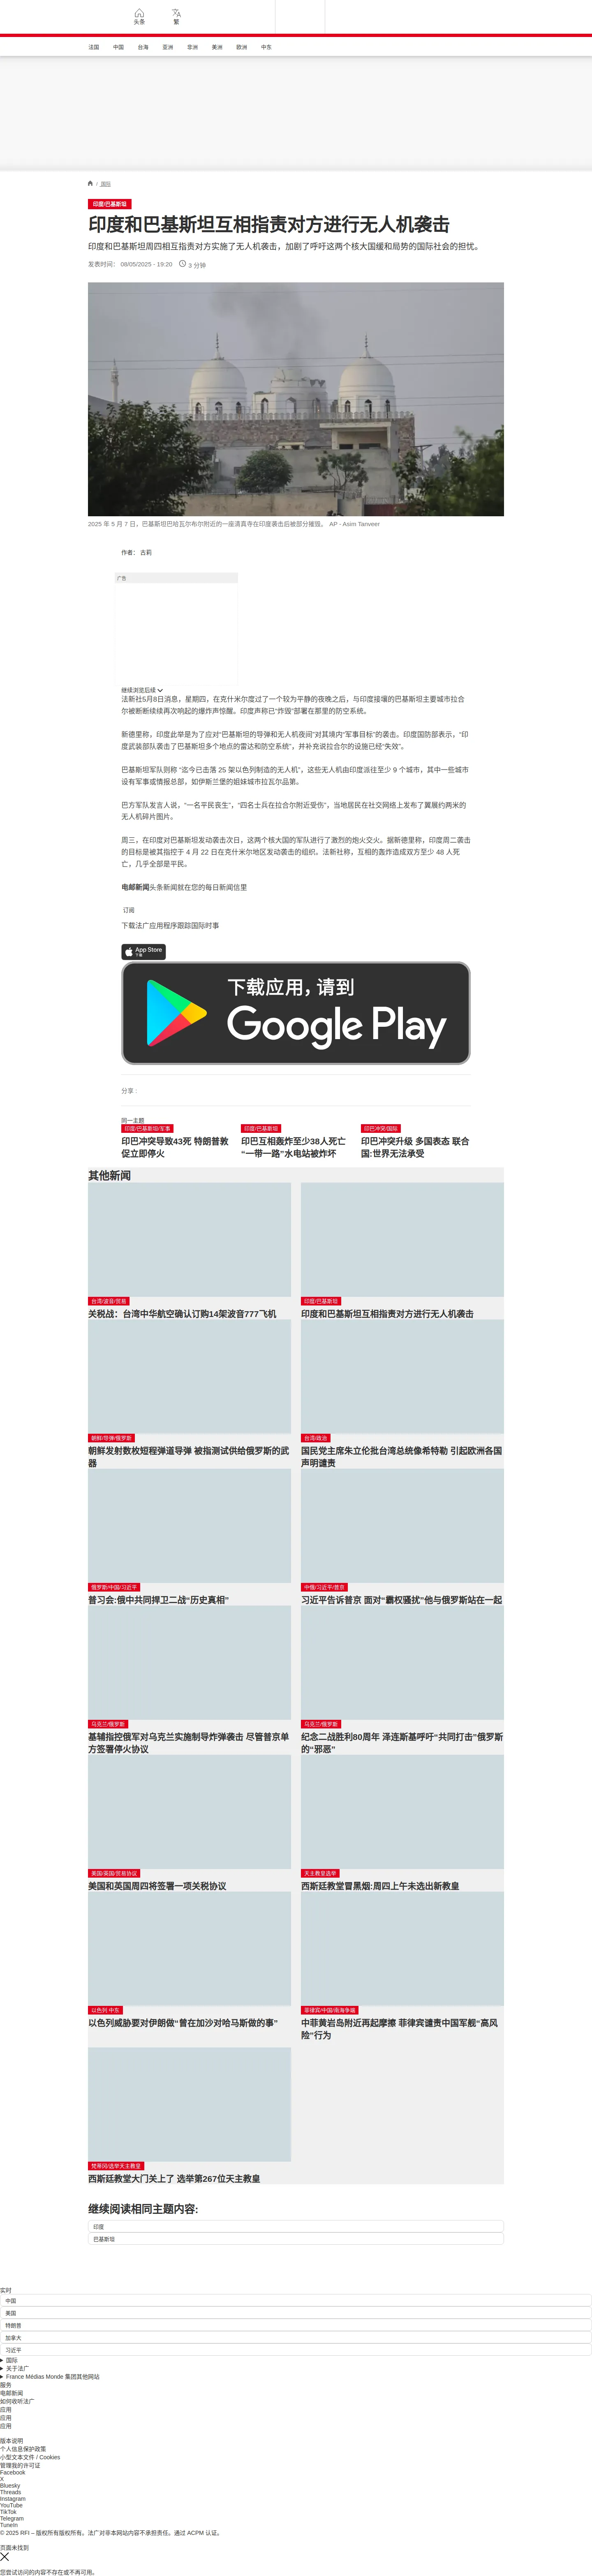 头条
繁
法国
中国
台海
亚洲
非洲
美洲
欧洲
中东
/ 国际
印度/巴基斯坦
印度和巴基斯坦互相指责对方进行无人机袭击
印度和巴基斯坦周四相互指责对方实施了无人机袭击，加剧了呼吁这两个核大国缓和局势的国际社会的担忧。
发表时间： 08/05/2025 - 19:20
3 分钟
2025 年 5 月 7 日，巴基斯坦巴哈瓦尔布尔附近的一座清真寺在印度袭击后被部分摧毁。 AP - Asim Tanveer
作者： 古莉
广告
继续浏览后续
法新社5月8日消息，星期四，在克什米尔度过了一个较为平静的夜晚之后，与印度接壤的巴基斯坦主要城市拉合
尔被断断续续再次响起的爆炸声惊醒。印度声称已“炸毁”部署在那里的防空系统。
新德里称，印度此举是为了应对“巴基斯坦的导弹和无人机夜间”对其境内“军事目标”的袭击。印度国防部表示，“印
度武装部队袭击了巴基斯坦多个地点的雷达和防空系统”，并补充说拉合尔的设施已经“失效”。
巴基斯坦军队则称 “迄今已击落 25 架以色列制造的无人机”，这些无人机由印度派往至少 9 个城市，其中一些城市
设有军事或情报总部，如伊斯兰堡的姐妹城市拉瓦尔品第。
巴方军队发言人说，“一名平民丧生”，“四名士兵在拉合尔附近受伤”，当地居民在社交网络上发布了翼展约两米的
无人机碎片图片。
周三，在印度对巴基斯坦发动袭击次日，这两个核大国的军队进行了激烈的炮火交火。据新德里称，印度周二袭击
的目标是被其指控于 4 月 22 日在克什米尔地区发动袭击的组织。法新社称，互相的轰炸造成双方至少 48 人死
亡，几乎全部是平民。
电邮新闻头条新闻就在您的每日新闻信里
订阅
下载法广应用程序跟踪国际时事
App Store
下载
下载应用，请到
Google Play
分享 :
同一主题
印度/巴基斯坦/军事
印巴冲突导致43死 特朗普敦
促立即停火
印度/巴基斯坦
印巴互相轰炸至少38人死亡
“一带一路”水电站被炸坏
印巴冲突/国际
印巴冲突升级 多国表态 联合
国:世界无法承受
其他新闻
台湾/波音/贸易
关税战：台湾中华航空确认订购14架波音777飞机
印度/巴基斯坦
印度和巴基斯坦互相指责对方进行无人机袭击
朝鲜/导弹/俄罗斯
朝鲜发射数枚短程弹道导弹 被指测试供给俄罗斯的武
器
台湾/政治
国民党主席朱立伦批台湾总统像希特勒 引起欧洲各国
声明谴责
俄罗斯/中国/习近平
普习会:俄中共同捍卫二战“历史真相”
中俄/习近平/普京
习近平告诉普京 面对“霸权骚扰”他与俄罗斯站在一起
乌克兰/俄罗斯
基辅指控俄军对乌克兰实施制导炸弹袭击 尽管普京单
方签署停火协议
乌克兰/俄罗斯
纪念二战胜利80周年 泽连斯基呼吁“共同打击”俄罗斯
的“邪恶”
美国/英国/贸易协议
美国和英国周四将签署一项关税协议
天主教皇选举
西斯廷教堂冒黑烟:周四上午未选出新教皇
以色列 中东
以色列威胁要对伊朗做“曾在加沙对哈马斯做的事”
菲律宾/中国/南海争端
中菲黄岩岛附近再起摩擦 菲律宾谴责中国军舰“高风
险”行为
梵蒂冈/选举天主教皇
西斯廷教堂大门关上了 选举第267位天主教皇
继续阅读相同主题内容:
印度
巴基斯坦
实时
中国
美国
特朗普
加拿大
习近平
国际
关于法广
France Médias Monde 集团其他网站
服务
电邮新闻
如何收听法广
应用
应用
应用
版本说明
个人信息保护政策
小型文本文件 / Cookies
管理我的许可证
Facebook
X
Bluesky
Threads
Instagram
YouTube
TikTok
Telegram
TuneIn
© 2025 RFI – 版权所有版权所有。法广对非本网站内容不承担责任。通过 ACPM 认证。
页面未找到
您尝试访问的内容不存在或不再可用。